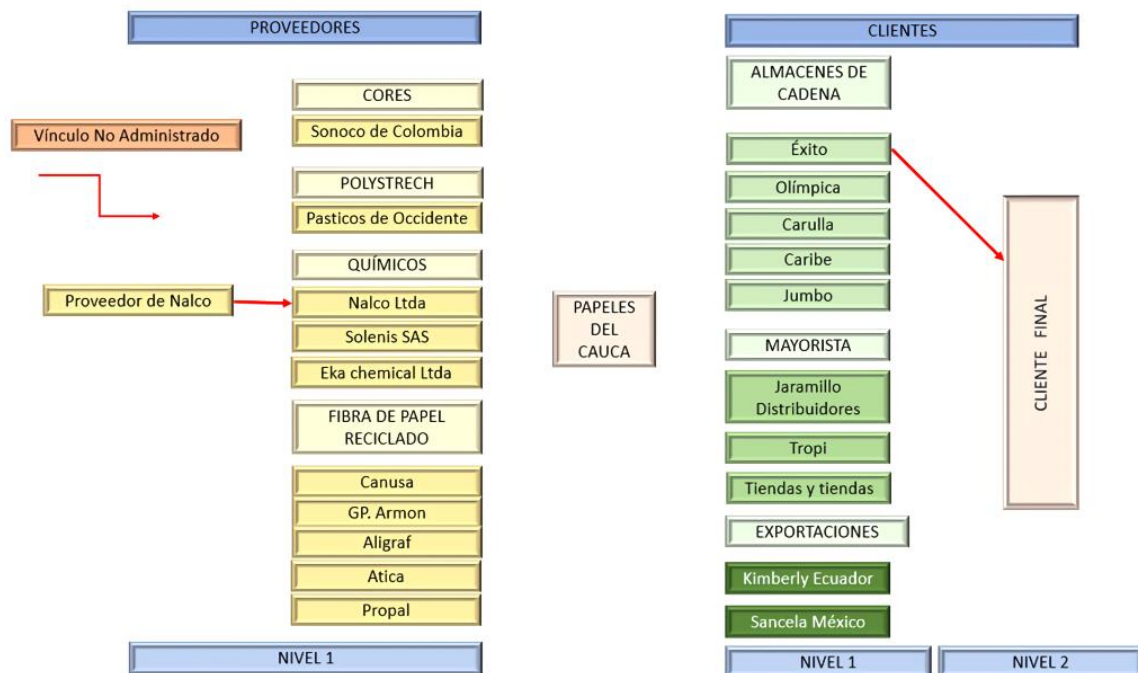 PROVEEDORES
CLIENTES
Vínculo No Administrado
Proveedor de Nalco
CORES
Sonoco de Colombia
POLYSTRECH
Pasticos de Occidente
QUÍMICOS
Nalco Ltda
Solenis SAS
Eka chemical Ltda
FIBRA DE PAPEL
RECICLADO
Canusa
GP. Armon
Aligraf
Atica
Propal
NIVEL 1
PAPELES
DEL
CAUCA
ALMACENES DE
CADENA
Éxito
Olímpica
Carulla
Caribe
Jumbo
MAYORISTA
Jaramillo
Distribuidores
Tropi
Tiendas y tiendas
EXPORTACIONES
Kimberly Ecuador
Sancela México
NIVEL 1
CLIENTE FINAL
NIVEL 2